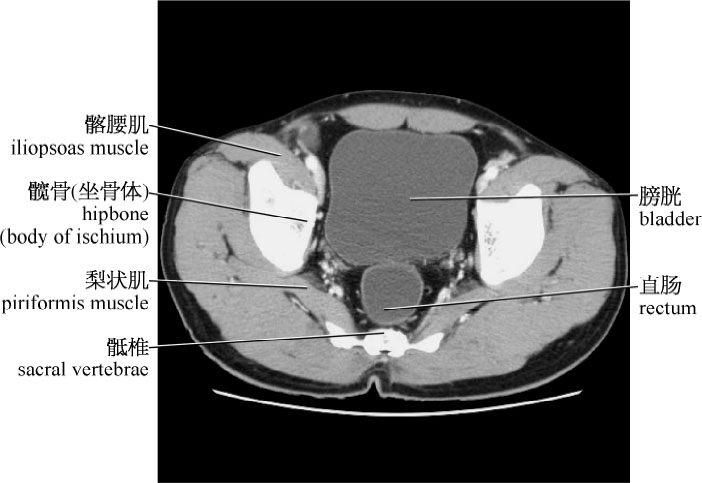 髂腰肌
iliopsoas muscle
髋骨(坐骨体)
hipbone
(body of ischium)
梨状肌
piriformis muscle
骶椎
sacral vertebrae
膀胱
bladder
直肠
rectum